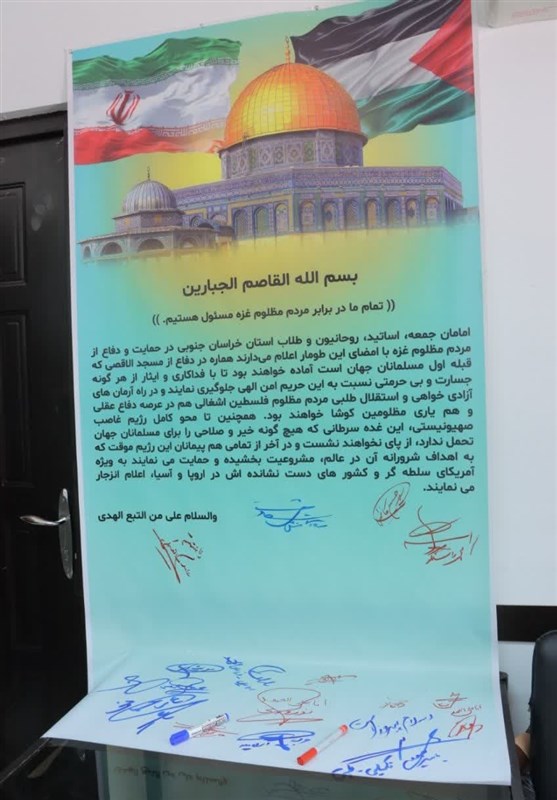 بسم الله القاصم الجبارین
(( تمام ما در برابر مردم مظلوم غزه مسئول هستیم. ))
امامان جمعه، اساتید، روحانیون و طلاب استان خراسان جنوبی در حمایت و دفاع از
مردم مظلوم غزه با امضای این طومار اعلام می‌دارند هماره در دفاع از مسجد الاقصی که
قبله اول مسلمانان جهان است آماده خواهند بود تا با فداکاری و ایثار از هر گونه
جسارت و بی حرمتی نسبت به این حریم امن الهی جلوگیری نمایند و در راه آرمان های
آزادی خواهی و استقلال طلبی مردم مظلوم فلسطین اشغالی هم در عرصه دفاع عقلی
و هم یاری مظلومین کوشا خواهند بود. همچنین تا محو کامل رژیم غاصب
صهیونیستی، این غده سرطانی که هیچ گونه خیر و صلاحی را برای مسلمانان جهان
تحمل ندارد، از پای نخواهند نشست و در آخر از تمامی هم پیمانان این رژیم موقت که
به اهداف شرورانه آن در عالم، مشروعیت بخشیده و حمایت می نمایند به ویژه
آمریکای سلطه گر و کشور های دست نشانده اش در اروپا و آسیا، اعلام انزجار
می نمایند.
والسلام علی من التبع الهدی